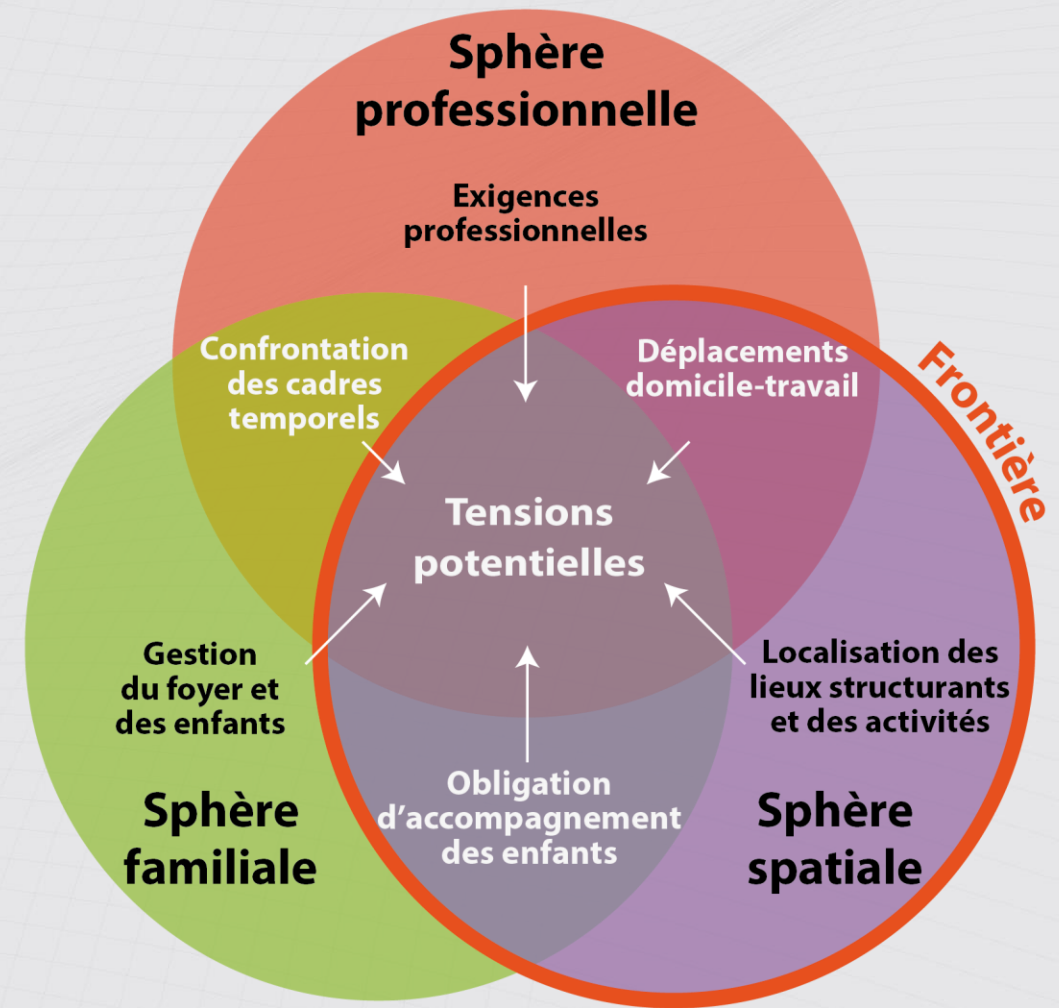 Sphère
professionnelle
Exigences
professionnelles
Confrontation
des cadres
temporels
Déplacements
domicile-travail
Frontière
Tensions
potentielles
Gestion
du foyer et
des enfants
Localisation des
lieux structurants
et des activités
Obligation
d'accompagnement
des enfants
Sphère
familiale
Sphère
spatiale